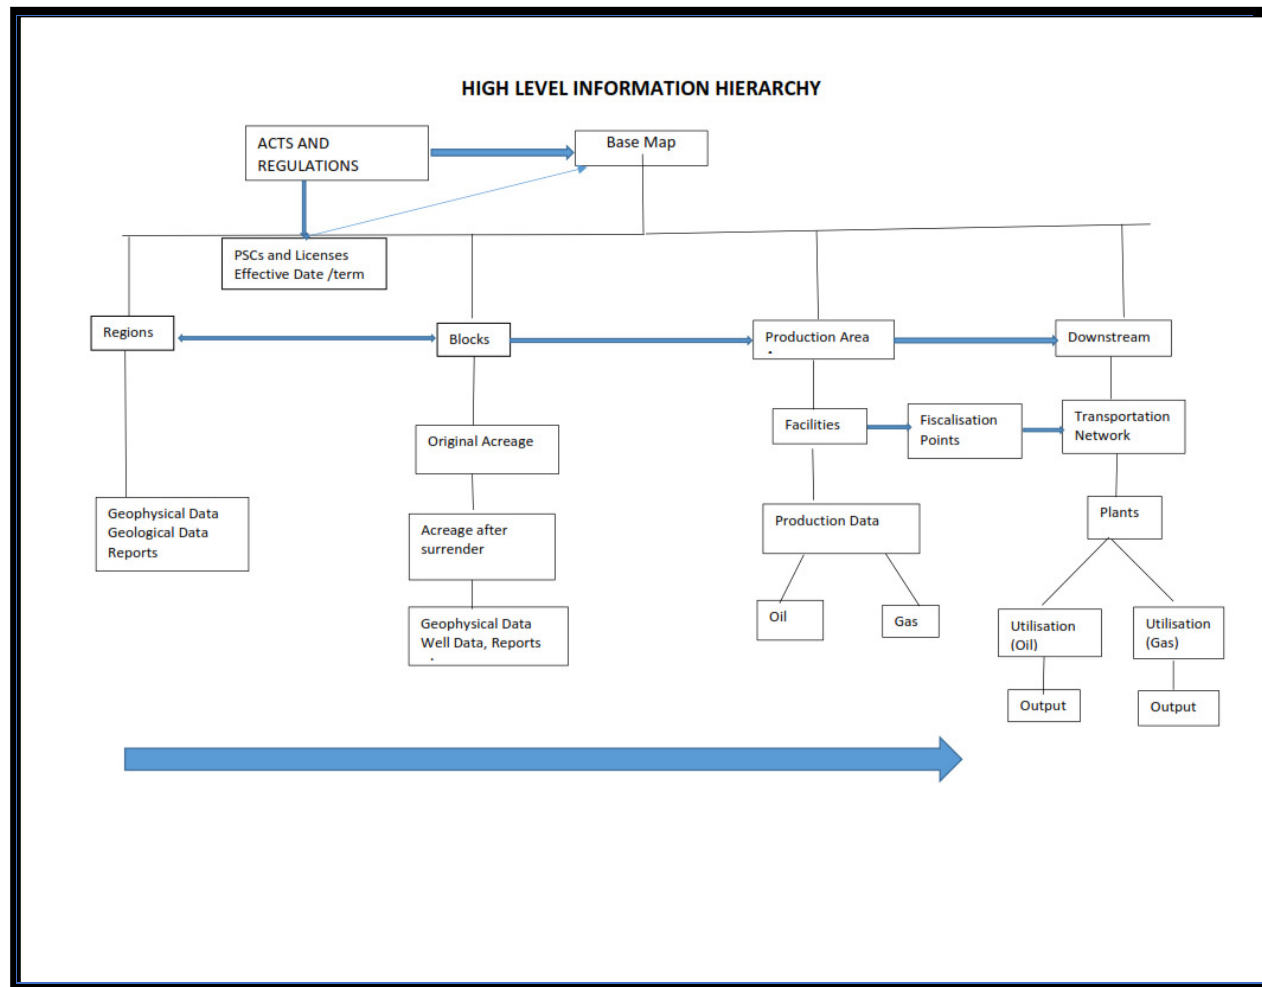 HIGH LEVEL INFORMATION HIERARCHY
ACTS AND
REGULATIONS
Base Map
PSCs and Licenses
Effective Date /term
Regions
Blocks
Production Area
Downstream
Facilities
Fiscalisation
Points
Transportation
Network
Original Acreage
Geophysical Data
Geological Data
Reports
Acreage after
surrender
Production Data
Plants
Geophysical Data
Well Data, Reports
Oil
Gas
Utilisation
(Oil)
Utilisation
(Gas)
Output
Output